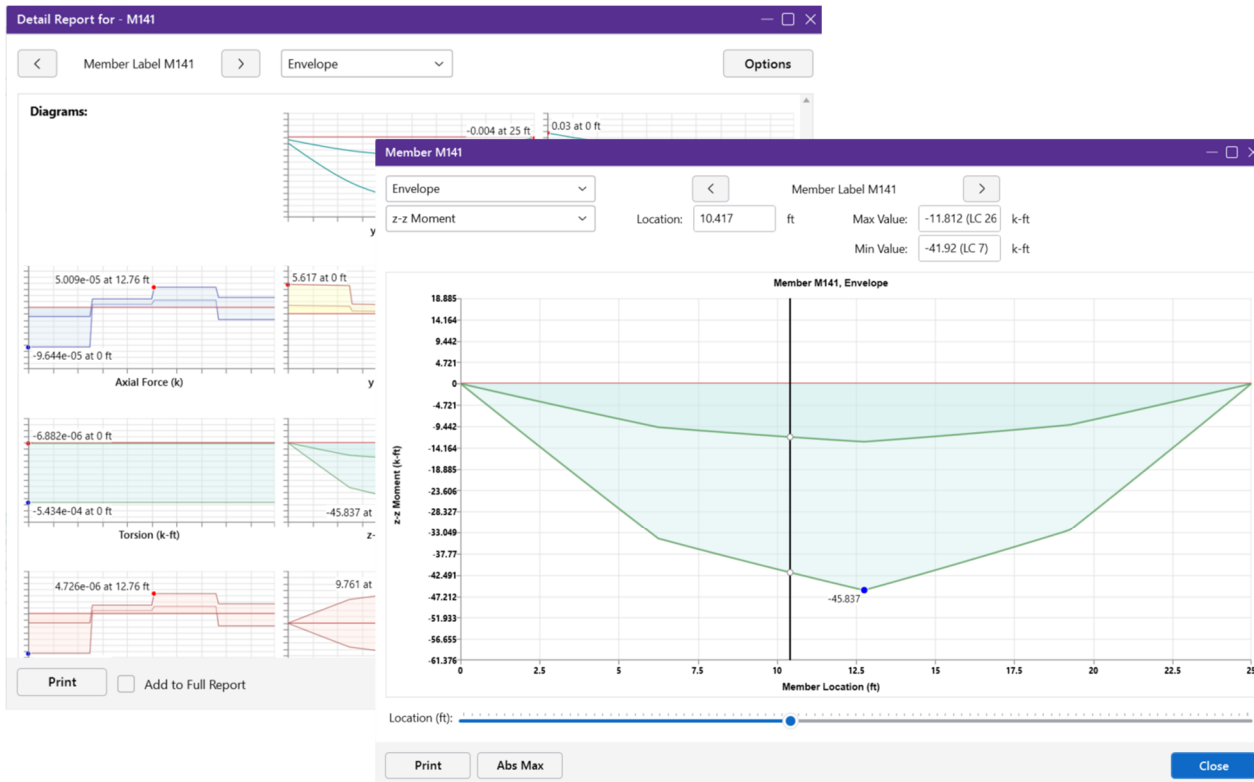 Detail Report for - M141
Member Label M141
Envelope
Options
Diagrams:
-0.004 at 25 ft
0.03 at 0 ft
y
5.009e-05 at 12.76 ft
-9.644e-05 at 0 ft
Axial Force (k)
5.617 at 0 ft
y
-6.882e-06 at 0 ft
-5.434e-04 at 0 ft
Torsion (k-ft)
-45.837 at
z-
4.726e-06 at 12.76 ft
9.761 at
Print
Add to Full Report
Member M141
Envelope
Member Label M141
z-z Moment
Location:
10.417
ft
Max Value:
-11.812 (LC 26
k-ft
Min Value:
-41.92 (LC 7)
k-ft
Member M141, Envelope
18.885
14.164
9.442
4.721
0
-4.721
-9.442
-14.164
-18.885
-23.606
-28.327
-33.049
-37.77
-42.491
-47.212
-51.933
-56.655
-61.376
z-z Moment (k-ft)
-45.837
0
2.5
5
7.5
10
12.5
15
17.5
20
22.5
25
Member Location (ft)
Location (ft):
Print
Abs Max
Close